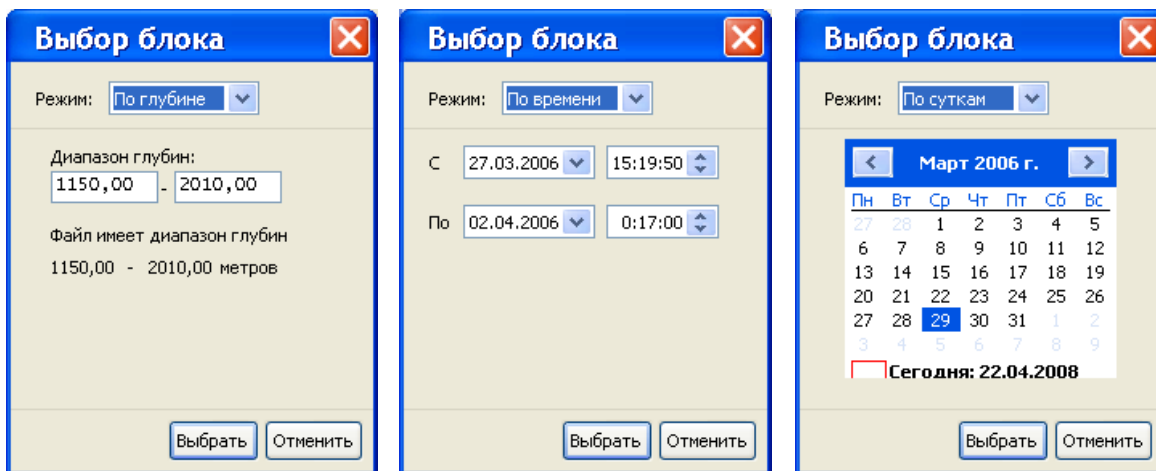 Выбор блока
Режим: По глубине
Диапазон глубин:
1150,00 - 2010,00
Файл имеет диапазон глубин
1150,00 - 2010,00 метров
Выбрать Отменить
Выбор блока
Режим: По времени
С 27.03.2006 15:19:50
По 02.04.2006 0:17:00
Выбрать Отменить
Выбор блока
Режим: По суткам
Март 2006 г.
Пн Вт Ср Чт Пт Сб Вс
27 28 1 2 3 4 5
6 7 8 9 10 11 12
13 14 15 16 17 18 19
20 21 22 23 24 25 26
27 28 29 30 31 1 2
3 4 5 6 7 8 9
Сегодня: 22.04.2008
Выбрать Отменить